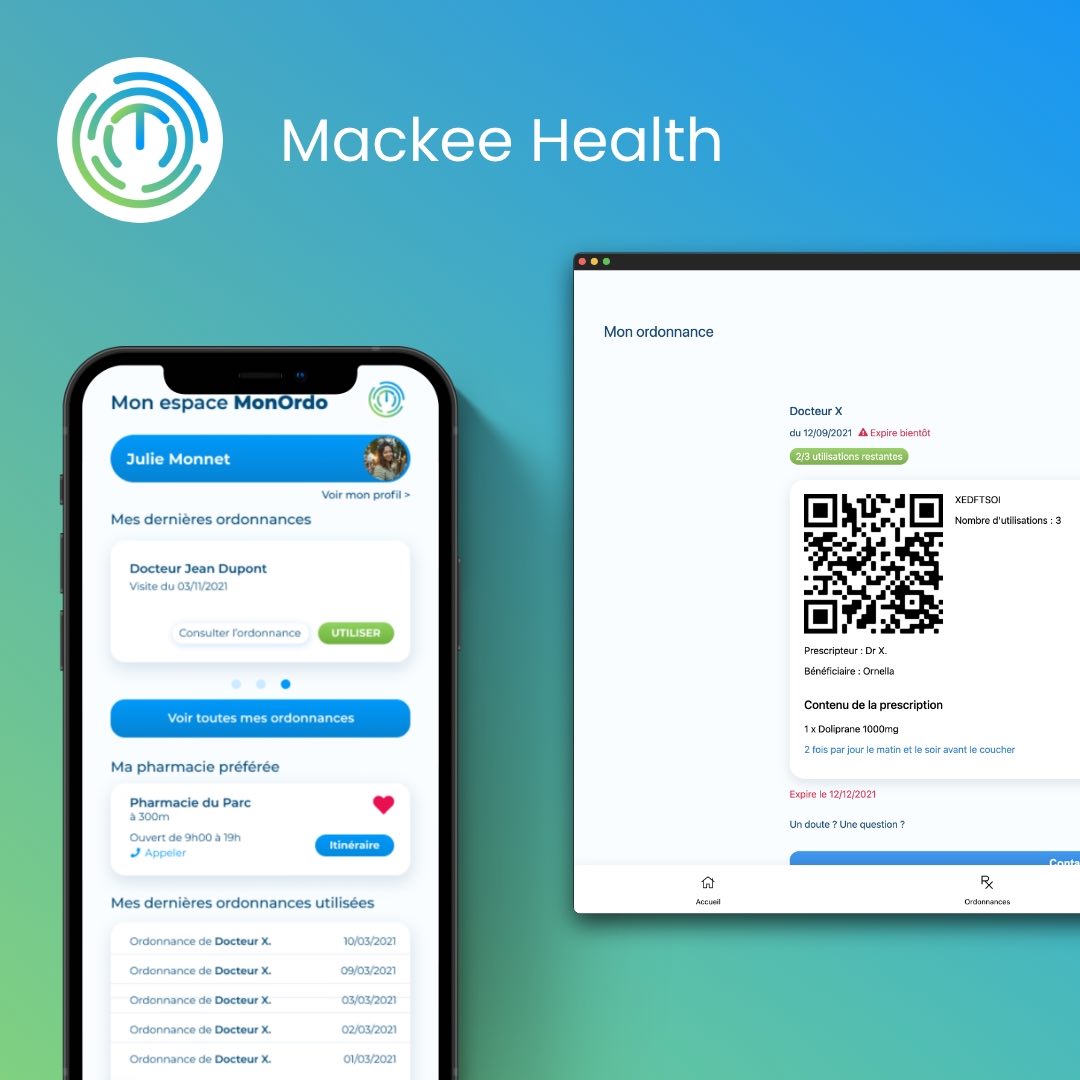 Mackee Health
Mon espace MonOrdo
Julie Monnet
Voir mon profil >
Mes dernières ordonnances
Docteur Jean Dupont
Visite du 03/11/2021
Consulter l'ordonnance
UTILISER
Voir toutes mes ordonnances
Ma pharmacie préférée
Pharmacie du Parc
à 300m
Ouvert de 9h00 à 19h
Appeler
Itinéraire
Mes dernières ordonnances utilisées
Ordonnance de Docteur X. 10/03/2021
Ordonnance de Docteur X. 09/03/2021
Ordonnance de Docteur X. 03/03/2021
Ordonnance de Docteur X. 02/03/2021
Ordonnance de Docteur X. 01/03/2021
Mon ordonnance
Docteur X
du 12/09/2021 Expire bientôt
2/3 utilisations restantes
XEDFTSOI
Nombre d'utilisations : 3
Prescripteur : Dr X.
Bénéficiaire : Ornella
Contenu de la prescription
1 x Doliprane 1000mg
2 fois par jour le matin et le soir avant le coucher
Expire le 12/12/2021
Un doute ? Une question ?
Conta
Accueil
Ordonnances